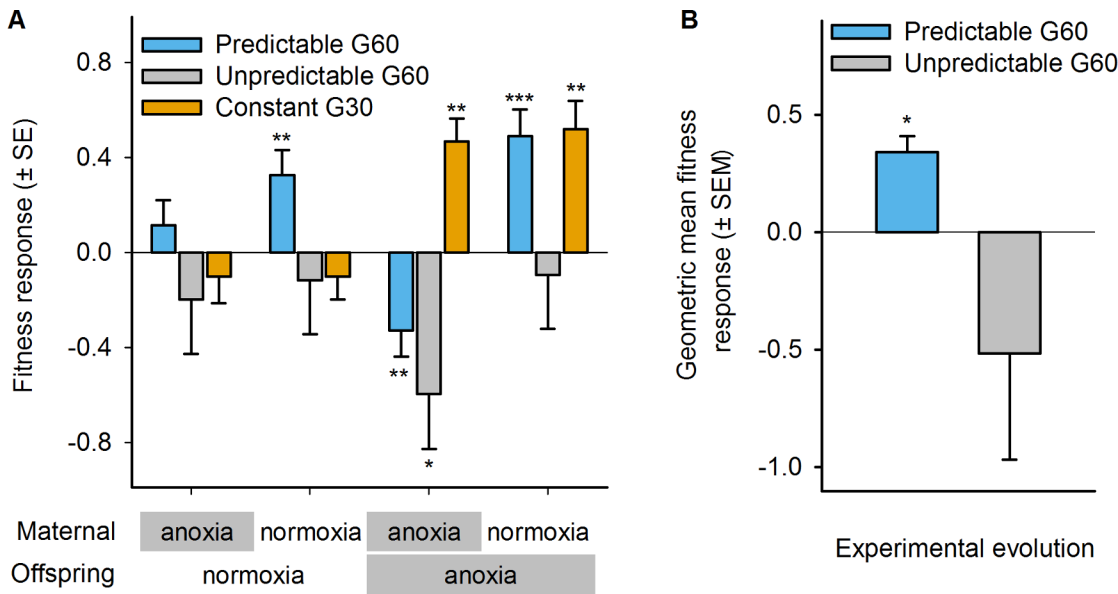 A
Predictable G60
Unpredictable G60
Constant G30
Fitness response (± SE)
0.8
0.4
0.0
-0.4
-0.8
**
**
*
**
***
**
Maternal anoxia normoxia anoxia normoxia
Offspring normoxia anoxia
B
Predictable G60
Unpredictable G60
Geometric mean fitness
response (± SEM)
0.5
0.0
-0.5
-1.0
*
Experimental evolution